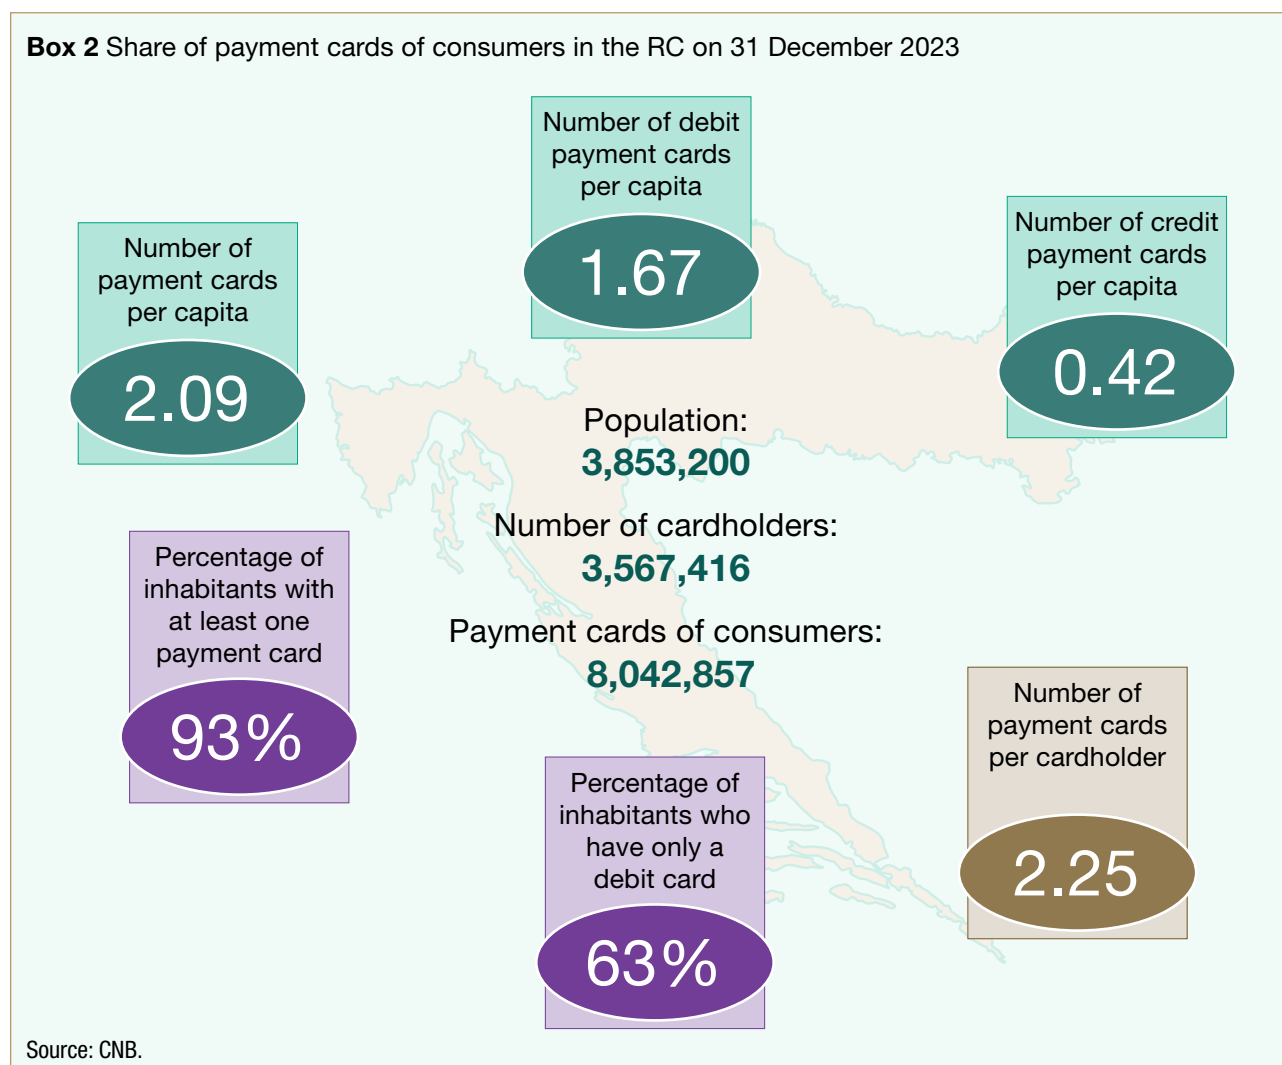 Box 2 Share of payment cards of consumers in the RC on 31 December 2023
Number of debit
payment cards
per capita
1.67
Number of
payment cards
per capita
2.09
Number of credit
payment cards
per capita
0.42
Population:
3,853,200
Number of cardholders:
3,567,416
Payment cards of consumers:
8,042,857
Percentage of
inhabitants with
at least one
payment card
93%
Percentage of
inhabitants who
have only a
debit card
63%
Number of
payment cards
per cardholder
2.25
Source: CNB.